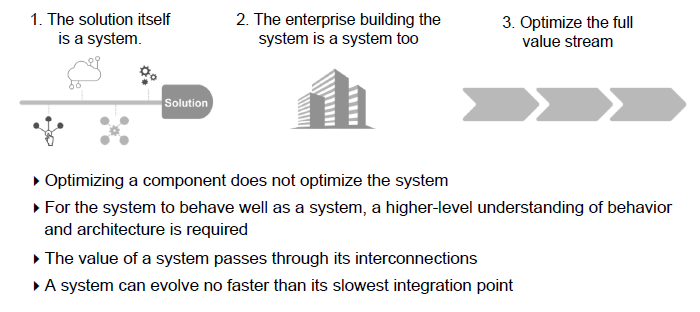 1. The solution itself
is a system.
2. The enterprise building the
system is a system too
3. Optimize the full
value stream
Solution
Optimizing a component does not optimize the system
For the system to behave well as a system, a higher-level understanding of behavior
and architecture is required
The value of a system passes through its interconnections
A system can evolve no faster than its slowest integration point